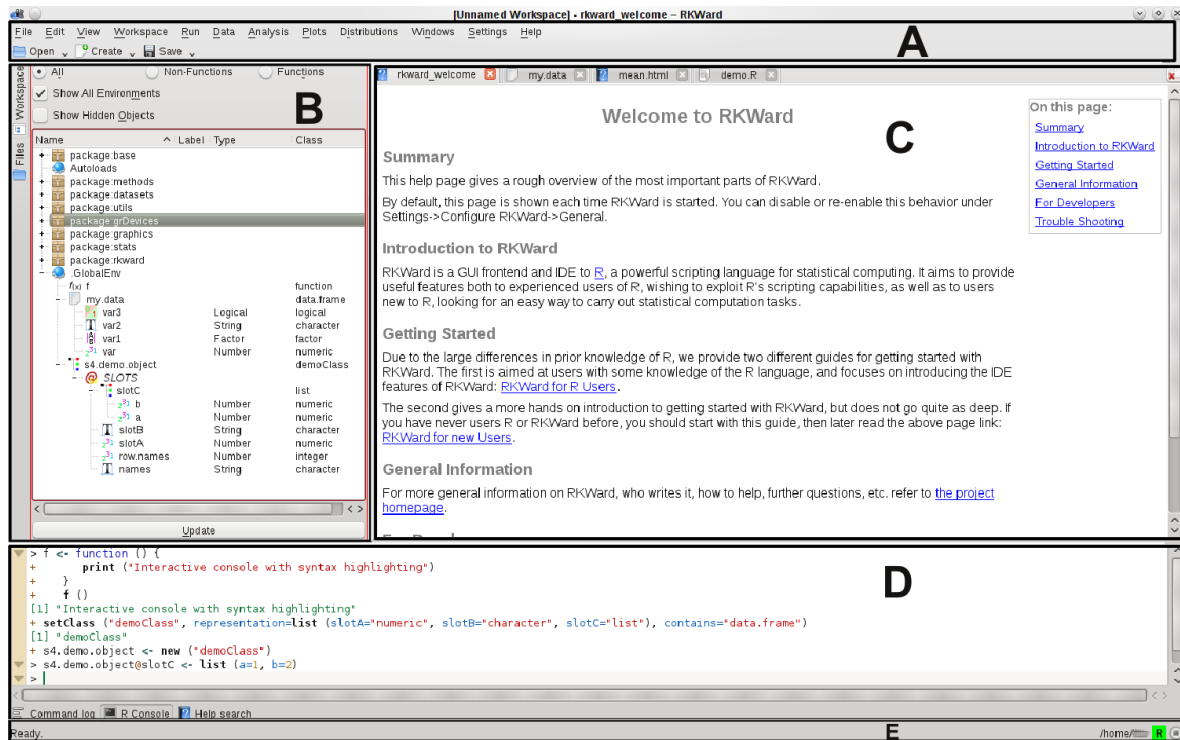 [Unnamed Workspace] - rkward_welcome – RKWard
File Edit View Workspace Run Data Analysis Plots Distributions Windows Settings Help
Open Create Save
A
Workspace
Files
All Non-Functions Functions
Show All Environments
Show Hidden Objects
B
Name Label Type Class
package:base
Autoloads
package:methods
package:datasets
package:utils
package:grDevices
package:graphics
package:stats
package:rkward
.GlobalEnv
f(x) f function
my.data data.frame
var3 Logical logical
var2 String character
var1 Factor factor
var Number numeric
s4.demo.object demoClass
SLOTS
slotC list
b Number numeric
a Number numeric
slotB String character
slotA Number numeric
row.names Number integer
names String character
Update
rkward_welcome my.data mean.html demo.R
C
Welcome to RKWard
On this page:
Summary
Introduction to RKWard
Getting Started
General Information
For Developers
Trouble Shooting
Summary
This help page gives a rough overview of the most important parts of RKWard.
By default, this page is shown each time RKWard is started. You can disable or re-enable this behavior under
Settings->Configure RKWard->General.
Introduction to RKWard
RKWard is a GUI frontend and IDE to R, a powerful scripting language for statistical computing. It aims to provide
useful features both to experienced users of R, wishing to exploit R's scripting capabilities, as well as to users
new to R, looking for an easy way to carry out statistical computation tasks.
Getting Started
Due to the large differences in prior knowledge of R, we provide two different guides for getting started with
RKWard. The first is aimed at users with some knowledge of the R language, and focuses on introducing the IDE
features of RKWard: RKWard for R Users.
The second gives a more hands on introduction to getting started with RKWard, but does not go quite as deep. If
you have never users R or RKWard before, you should start with this guide, then later read the above page link:
RKWard for new Users.
General Information
For more general information on RKWard, who writes it, how to help, further questions, etc. refer to the project
homepage.
D
> f <- function () {
+ print ("Interactive console with syntax highlighting")
+ }
+ f ()
[1] "Interactive console with syntax highlighting"
+ setClass ("demoClass", representation=list (slotA="numeric", slotB="character", slotC="list"), contains="data.frame")
[1] "demoClass"
+ s4.demo.object <- new ("demoClass")
> s4.demo.object@slotC <- list (a=1, b=2)
>
Command log R Console Help search
Ready. E /home/ R